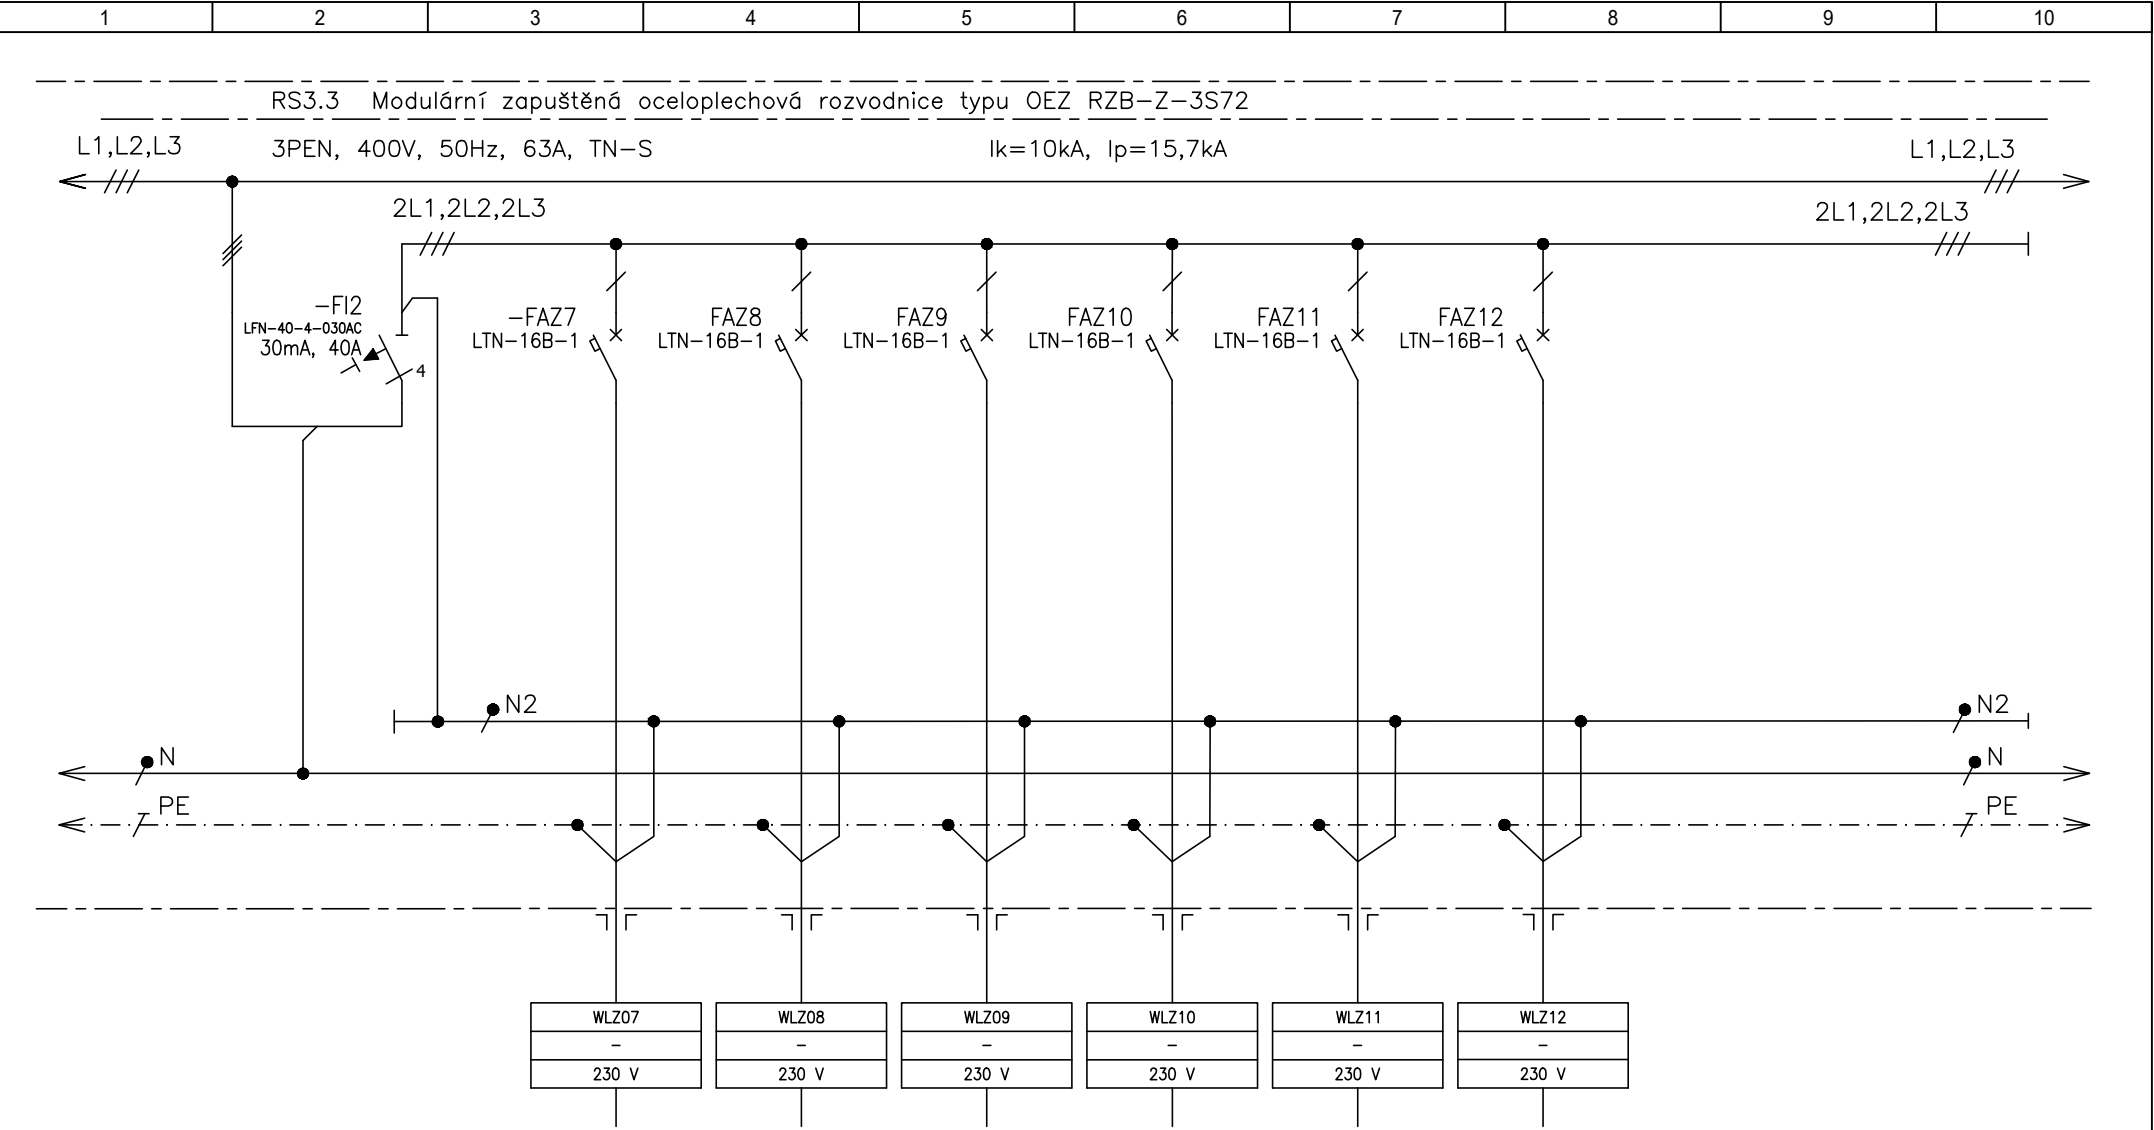 1 2 3 4 5 6 7 8 9 10
RS3.3 Modulární zapuštěná oceloplechová rozvodnice typu OEZ RZB-Z-3S72
L1,L2,L3 3PEN, 400V, 50Hz, 63A, TN-S Ik=10kA, Ip=15,7kA L1,L2,L3
2L1,2L2,2L3 2L1,2L2,2L3
-FI2
LFN-40-4-030AC
30mA, 40A
4
-FAZ7
LTN-16B-1
FAZ8
LTN-16B-1
FAZ9
LTN-16B-1
FAZ10
LTN-16B-1
FAZ11
LTN-16B-1
FAZ12
LTN-16B-1
N2 N2
N N
PE PE
WLZ07 WLZ08 WLZ09 WLZ10 WLZ11 WLZ12
- - - - - -
230 V 230 V 230 V 230 V 230 V 230 V